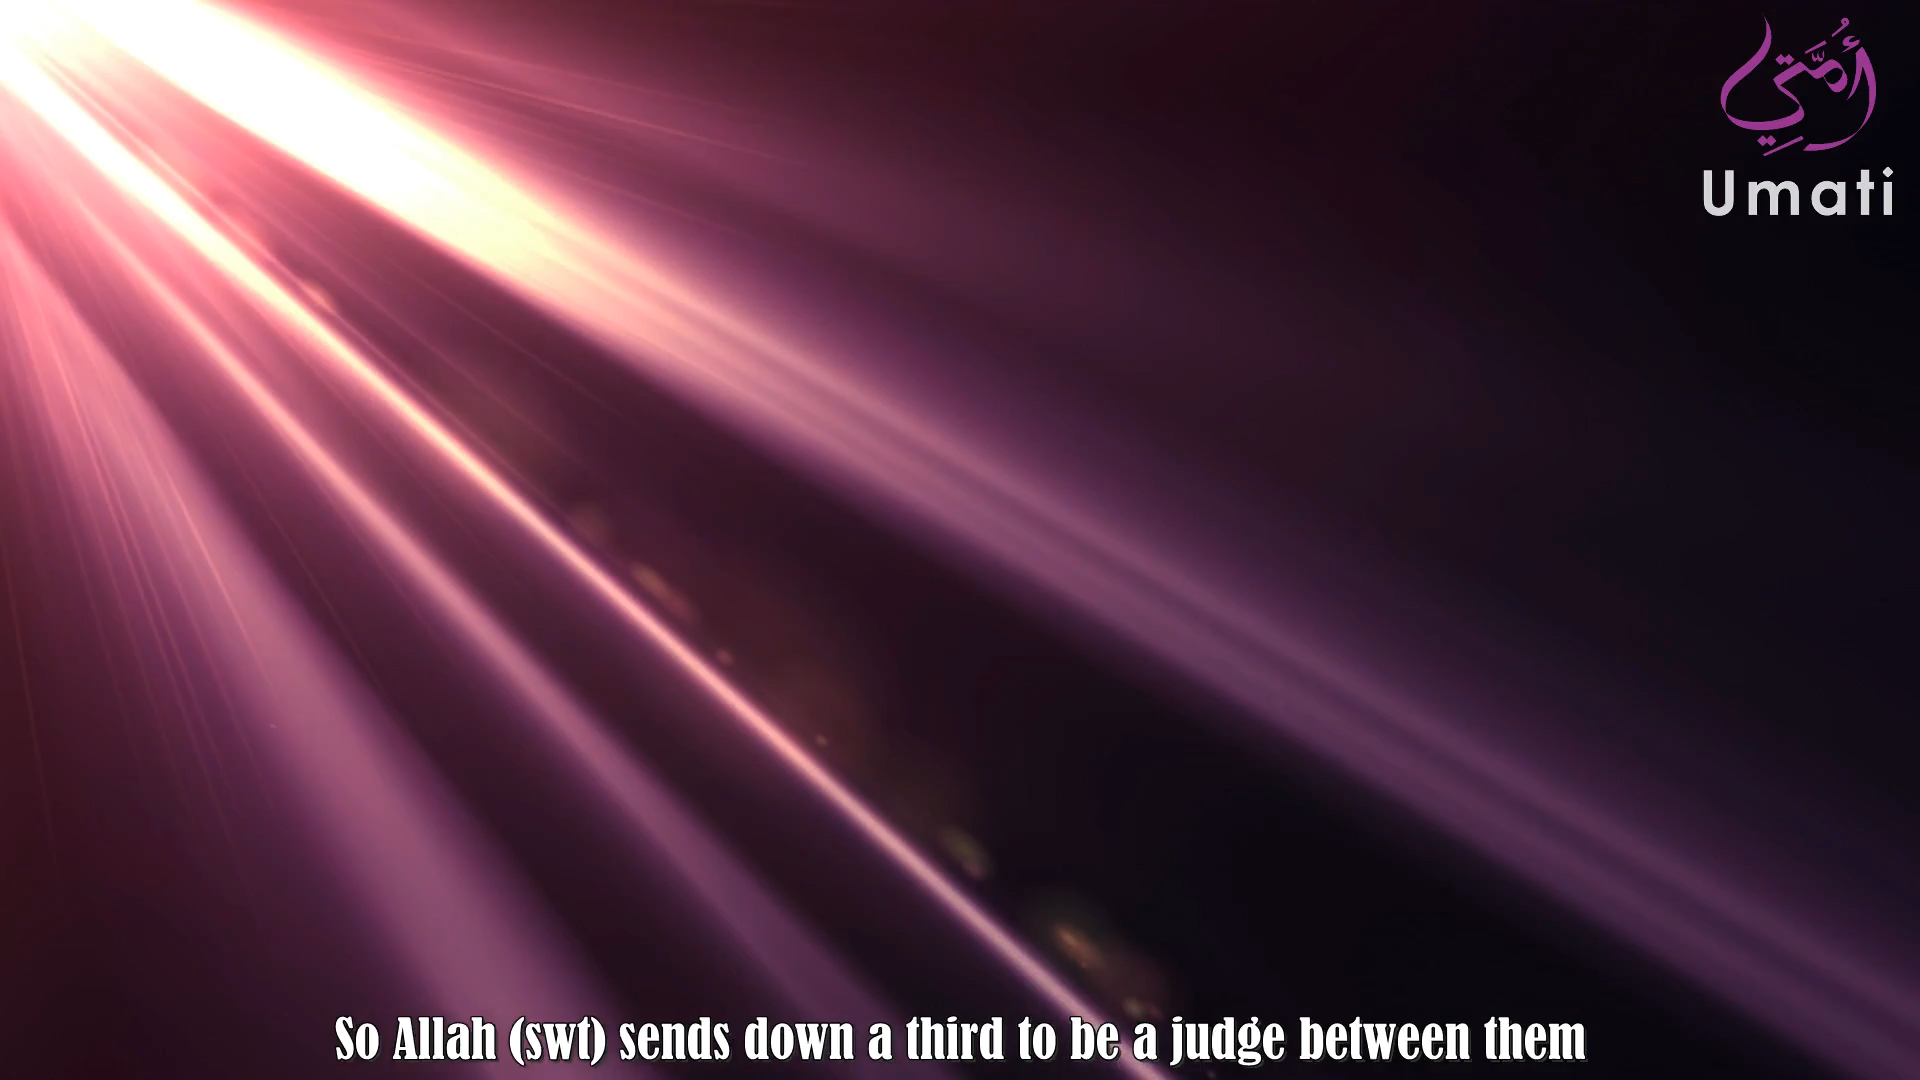 أُمَّتِي
Umati
So Allah (swt) sends down a third to be a judge between them